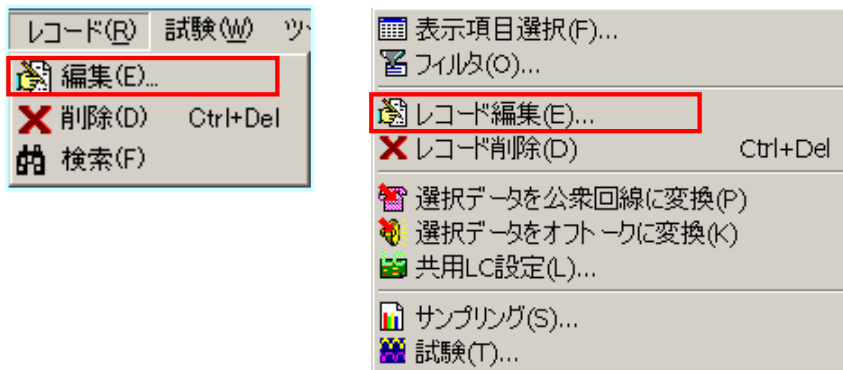 レコード(R) 試験(W) ツ
編集(E)...
削除(D) Ctrl+Del
検索(F)
表示項目選択(F)...
フィルタ(O)...
レコード編集(E)...
レコード削除(D) Ctrl+Del
選択データを公衆回線に変換(P)
選択データをオフトークに変換(K)
共用LC設定(L)...
サンプリング(S)...
試験(T)...